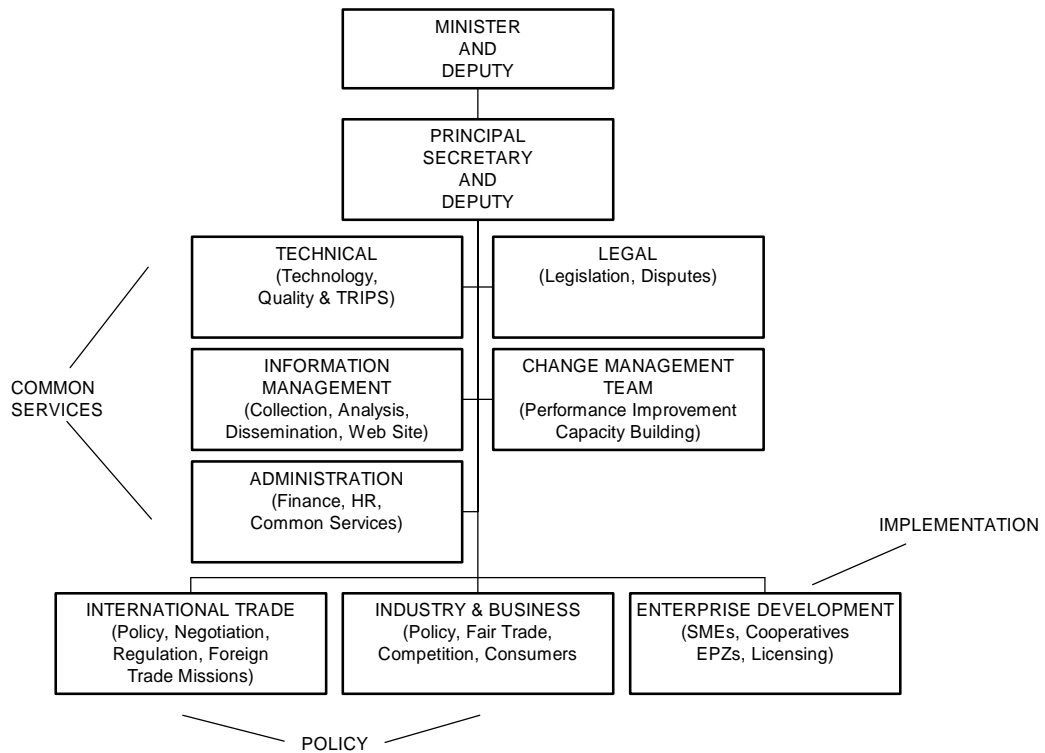 MINISTER
AND
DEPUTY
PRINCIPAL
SECRETARY
AND
DEPUTY
TECHNICAL
(Technology,
Quality & TRIPS)
LEGAL
(Legislation, Disputes)
COMMON
SERVICES
INFORMATION
MANAGEMENT
(Collection, Analysis,
Dissemination, Web Site)
CHANGE MANAGEMENT
TEAM
(Performance Improvement
Capacity Building)
ADMINISTRATION
(Finance, HR,
Common Services)
IMPLEMENTATION
INTERNATIONAL TRADE
(Policy, Negotiation,
Regulation, Foreign
Trade Missions)
INDUSTRY & BUSINESS
(Policy, Fair Trade,
Competition, Consumers
ENTERPRISE DEVELOPMENT
(SMEs, Cooperatives
EPZs, Licensing)
POLICY